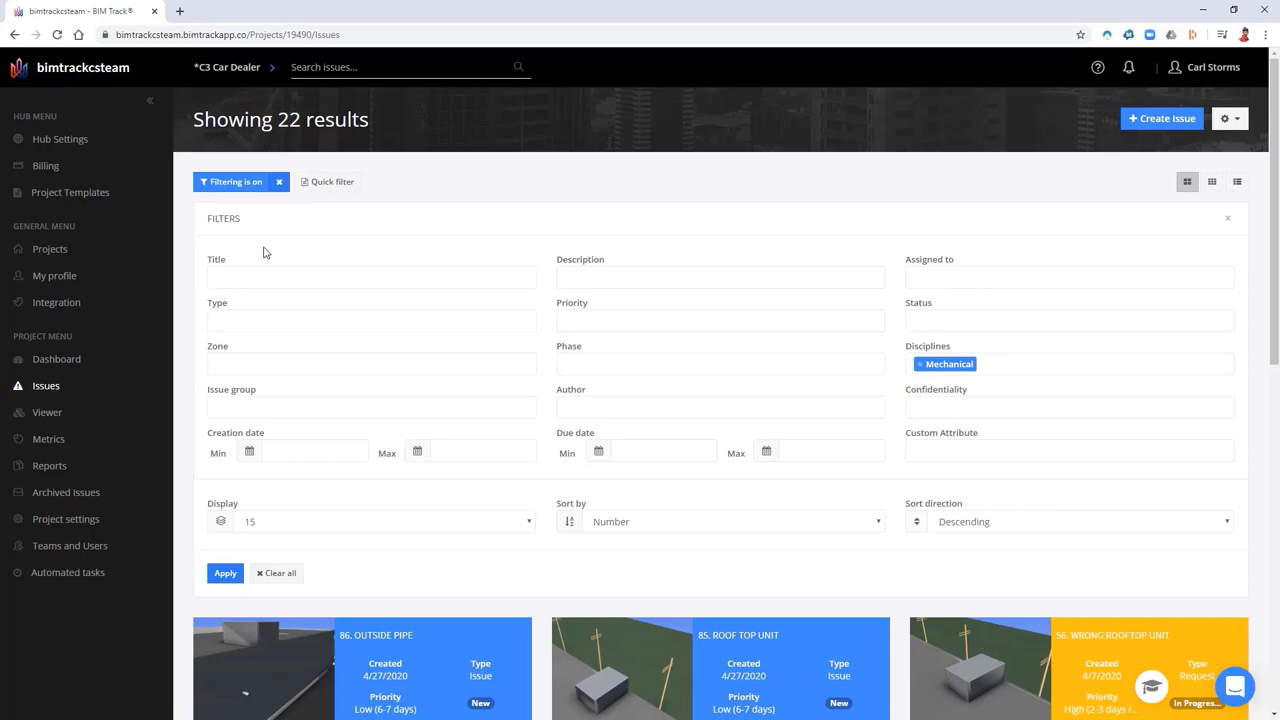 bimtrackcsteam - BIM Track®
bimtrackcsteam.bimtrackapp.co/Projects/19490/Issues
bimtrackcsteam
*C3 Car Dealer
Search issues...
Carl Storms
HUB MENU
Hub Settings
Billing
Project Templates
GENERAL MENU
Projects
My profile
Integration
PROJECT MENU
Dashboard
Issues
Viewer
Metrics
Reports
Archived Issues
Project settings
Teams and Users
Automated tasks
Showing 22 results
Create Issue
Filtering is on
Quick filter
FILTERS
Title
Description
Assigned to
Type
Priority
Status
Zone
Phase
Disciplines
× Mechanical
Issue group
Author
Confidentiality
Creation date
Due date
Custom Attribute
Min
Max
Min
Max
Display
Sort by
Sort direction
15
Number
Descending
Apply
Clear all
86. OUTSIDE PIPE
Created
4/27/2020
Type
Issue
Priority
Low (6-7 days)
New
85. ROOF TOP UNIT
Created
4/27/2020
Type
Issue
Priority
Low (6-7 days)
New
56. WRONG ROOFTOP UNIT
Created
4/7/2020
Type
Request
Priority
High (2-3 days /...
In Progres...